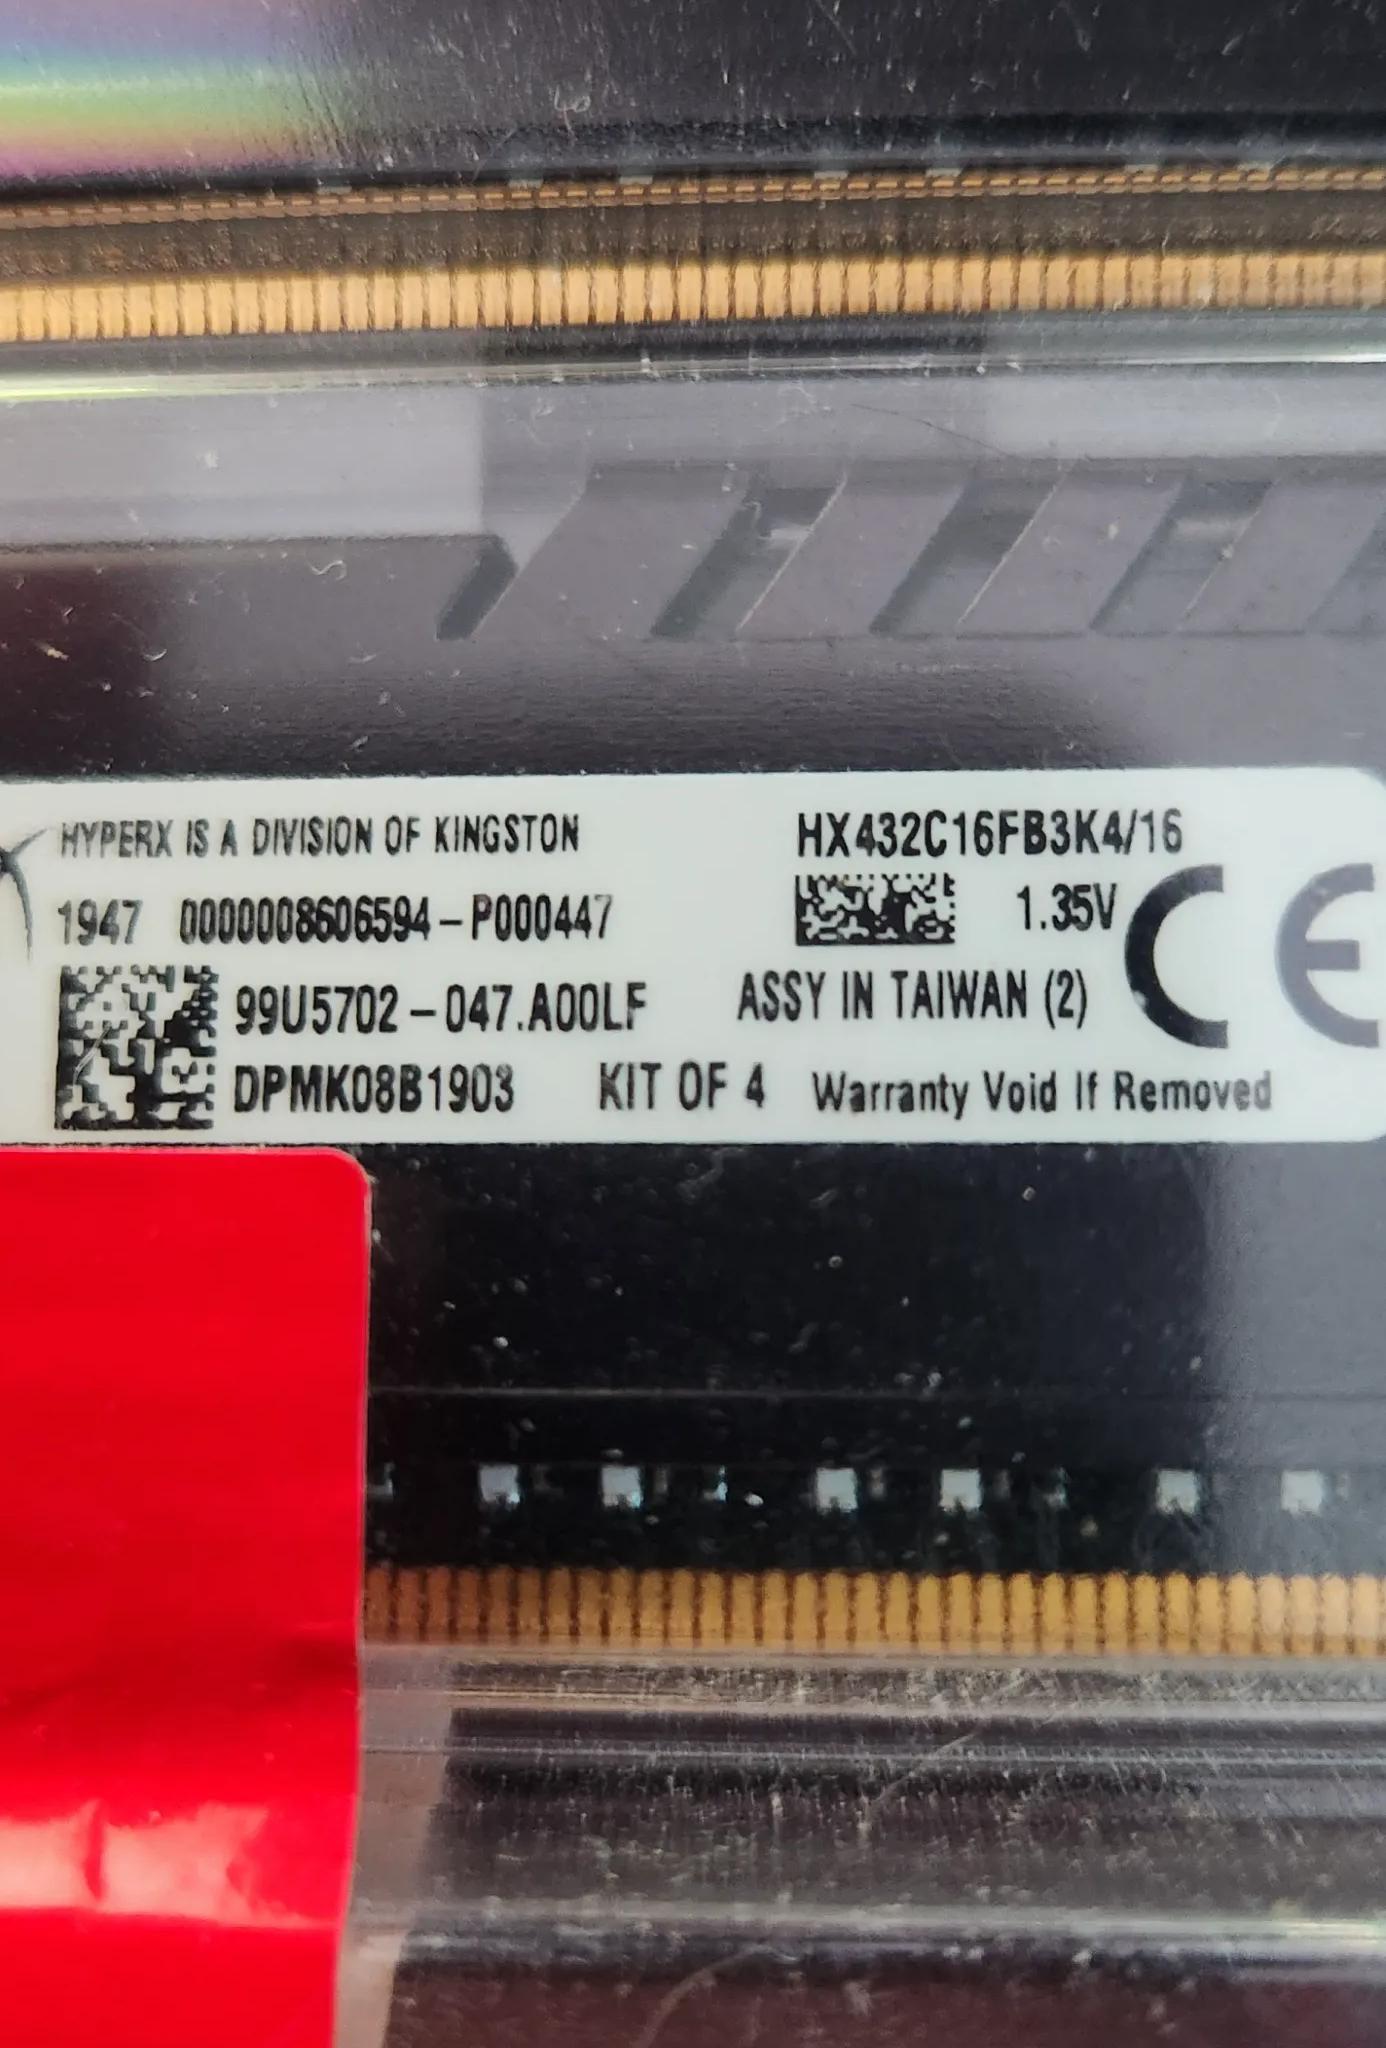 HYPERX IS A DIVISION OF KINGSTON
HX432C16FB3K4/16
1947 0000008606594-P000447
1.35V
CE
99U5702-047.A00LF
ASSY IN TAIWAN (2)
DPMK08B1903
KIT OF 4
Warranty Void If Removed